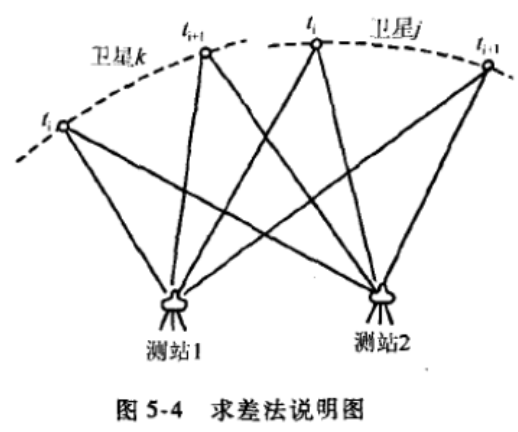 t_{i+1}
t_i
卫星j
卫星k
t_{i+1}
t_i
测站1
测站2
图 5-4 求差法说明图